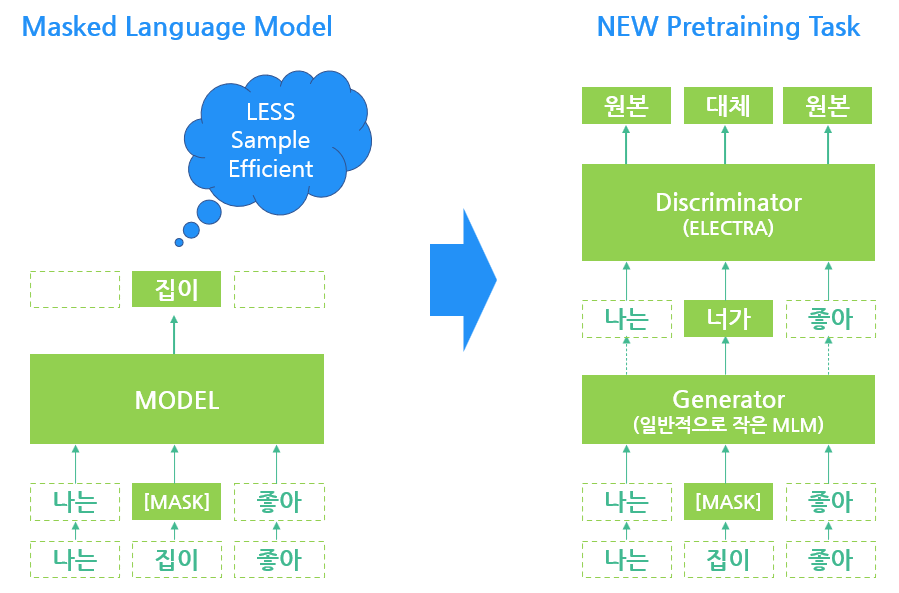 Masked Language Model
LESS
Sample
Efficient
집이
MODEL
나는 [MASK] 좋아
나는 집이 좋아
NEW Pretraining Task
원본 대체 원본
Discriminator
(ELECTRA)
나는 너가 좋아
Generator
(일반적으로 작은 MLM)
나는 [MASK] 좋아
나는 집이 좋아